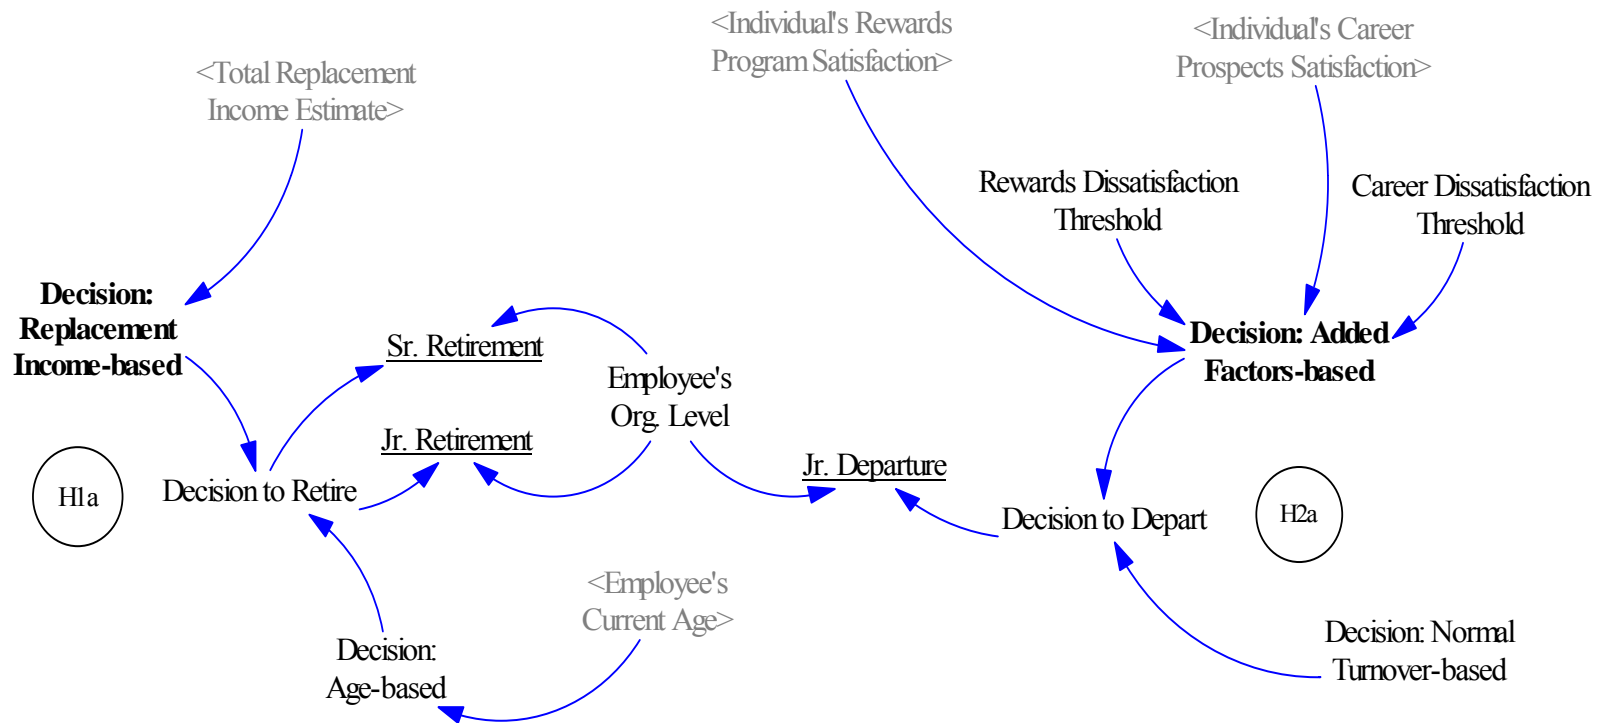 <Individual's Rewards
Program Satisfaction>
<Individual's Career
Prospects Satisfaction>
<Total Replacement
Income Estimate>
Rewards Dissatisfaction
Threshold
Career Dissatisfaction
Threshold
Decision:
Replacement
Income-based
Sr. Retirement
Employee's
Org. Level
Decision: Added
Factors-based
Jr. Retirement
Jr. Departure
H1a
Decision to Retire
Decision to Depart
H2a
<Employee's
Current Age>
Decision:
Age-based
Decision: Normal
Turnover-based